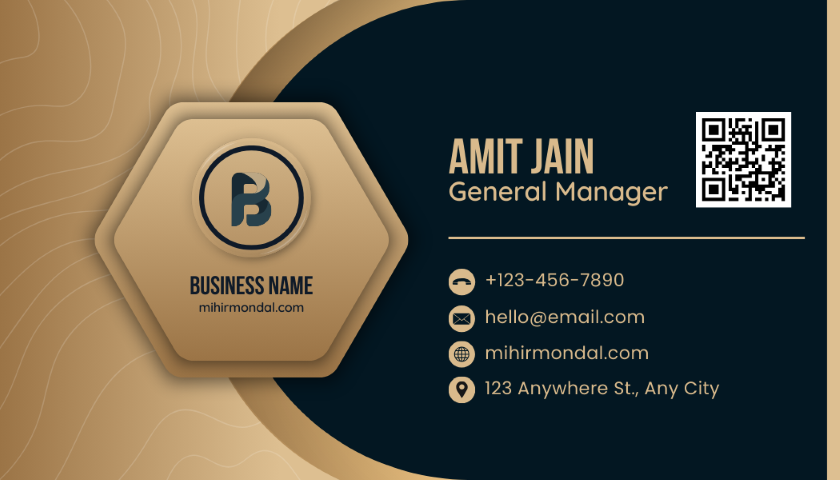 BUSINESS NAME
mihirmondal.com
AMIT JAIN
General Manager
+123-456-7890
hello@email.com
mihirmondal.com
123 Anywhere St., Any City